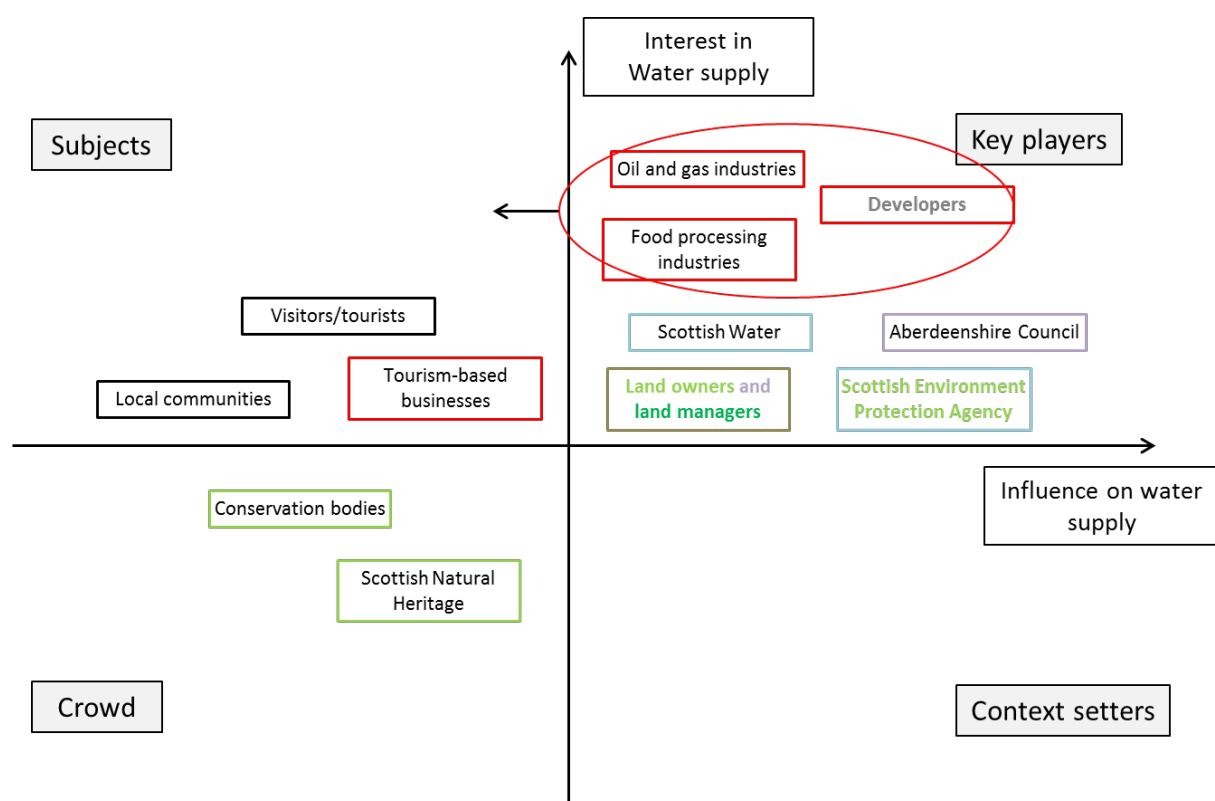 Interest in
Water supply
Subjects
Key players
Oil and gas industries
Developers
Food processing
industries
Visitors/tourists
Scottish Water
Aberdeenshire Council
Tourism-based
businesses
Local communities
Land owners and
land managers
Scottish Environment
Protection Agency
Influence on water
supply
Conservation bodies
Scottish Natural
Heritage
Crowd
Context setters